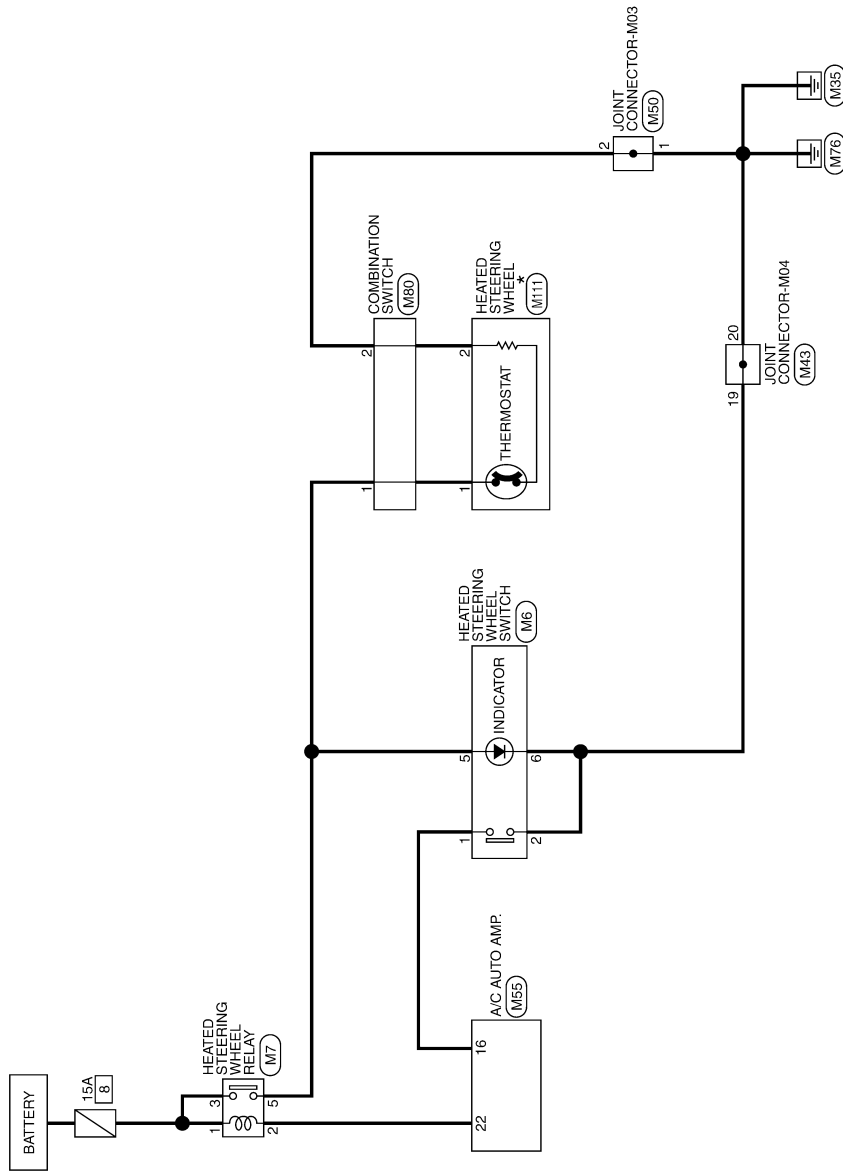 BATTERY
15A
8
HEATED
STEERING
WHEEL
RELAY
M7
1
3
2
5
A/C AUTO AMP.
M55
22
16
HEATED
STEERING
WHEEL
SWITCH
M6
1
5
INDICATOR
2
6
COMBINATION
SWITCH
M80
1
2
HEATED
STEERING
WHEEL
*
M111
1
2
THERMOSTAT
JOINT
CONNECTOR-M03
M50
2
1
19
20
JOINT
CONNECTOR-M04
M43
M76
M35